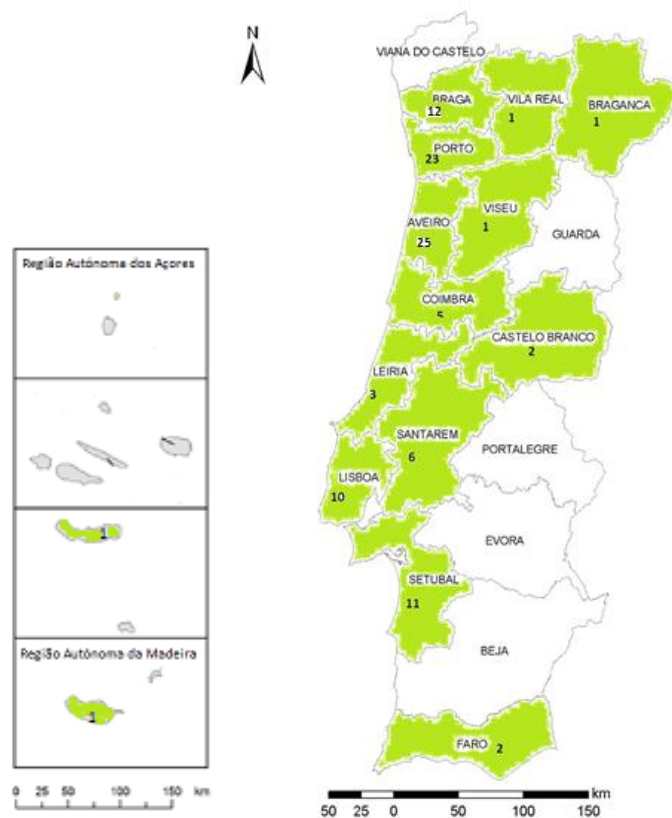 N
VIANA DO CASTELO
BRAGA
12
VILA REAL
1
BRAGANCA
1
PORTO
23
AVEIRO
25
VISEU
1
GUARDA
COIMBRA
5
CASTELO BRANCO
2
LEIRIA
3
SANTAREM
6
PORTALEGRE
LISBOA
10
EVORA
SETUBAL
11
BEJA
FARO
2
km
50 25 0 50 100 150 200
Região Autónoma dos Açores
1
Região Autónoma da Madeira
1
0 25 50 100 150 km